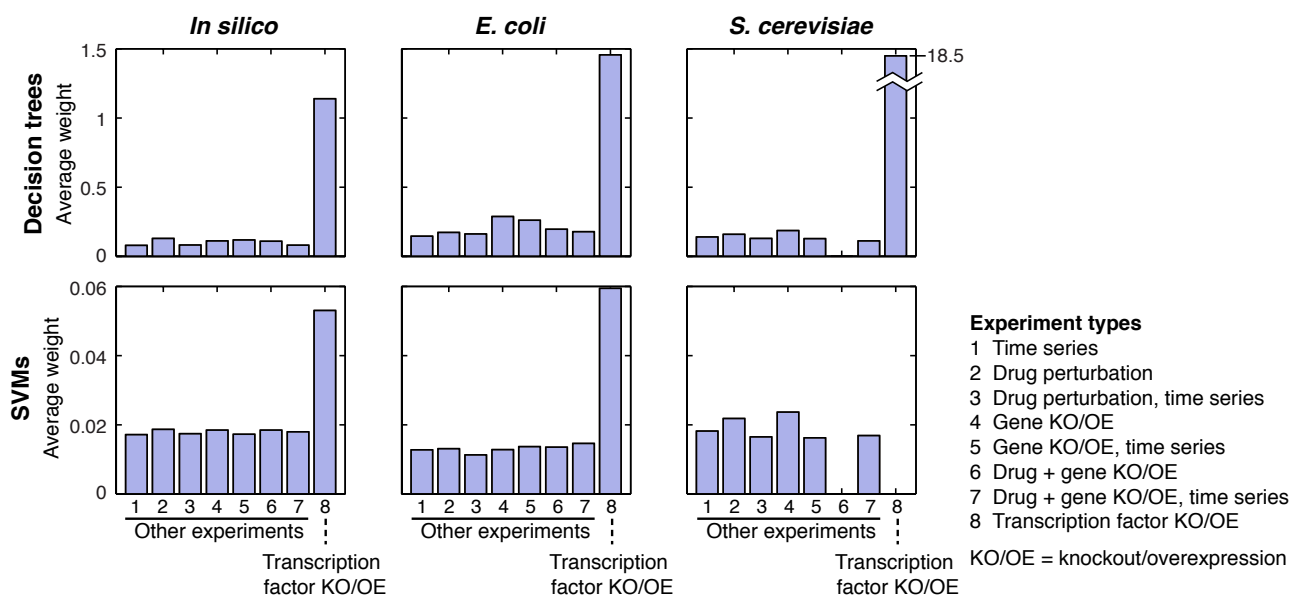 In silico
E. coli
S. cerevisiae
Decision trees
Average weight
1.5
1
0.5
0
18.5
SVMs
Average weight
0.06
0.04
0.02
0
1 2 3 4 5 6 7 8
Other experiments
Transcription
factor KO/OE
1 2 3 4 5 6 7 8
Other experiments
Transcription
factor KO/OE
1 2 3 4 5 6 7 8
Other experiments
Transcription
factor KO/OE
Experiment types
1 Time series
2 Drug perturbation
3 Drug perturbation, time series
4 Gene KO/OE
5 Gene KO/OE, time series
6 Drug + gene KO/OE
7 Drug + gene KO/OE, time series
8 Transcription factor KO/OE
KO/OE = knockout/overexpression